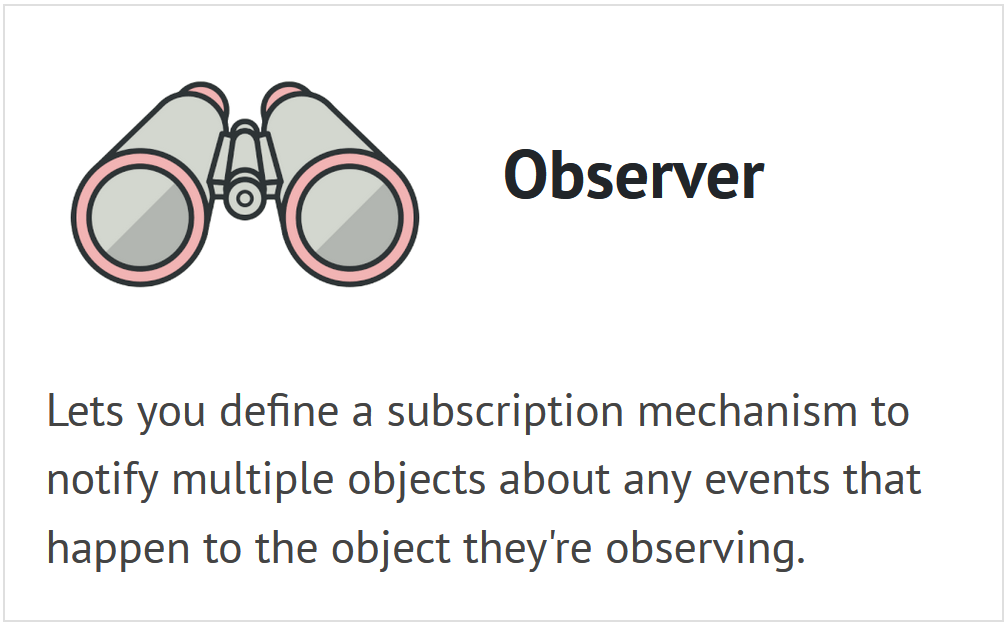 Observer
Lets you define a subscription mechanism to
notify multiple objects about any events that
happen to the object they're observing.